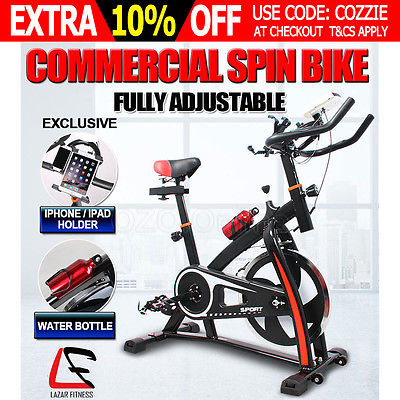 EXTRA 10% OFF
USE CODE: COZZIE
AT CHECKOUT T&CS APPLY
COMMERCIAL SPIN BIKE
FULLY ADJUSTABLE
EXCLUSIVE
IPHONE / IPAD
HOLDER
WATER BOTTLE
SPORT
LAZAR FITNESS